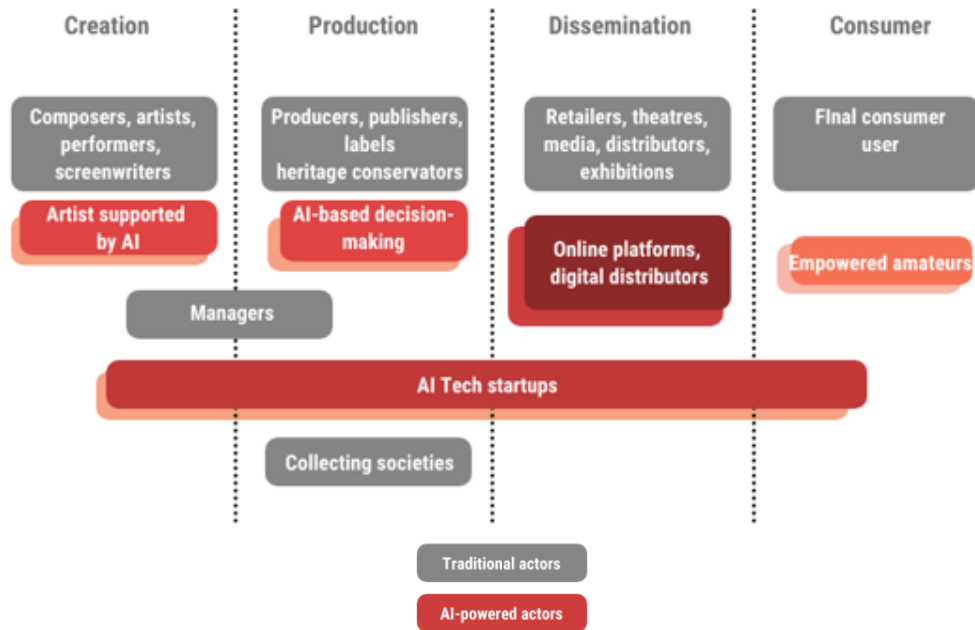 Creation
Production
Dissemination
Consumer
Composers, artists,
performers,
screenwriters
Producers, publishers,
labels
heritage conservators
Retailers, theatres,
media, distributors,
exhibitions
FInal consumer
user
Artist supported
by AI
AI-based decision-
making
Online platforms,
digital distributors
Empowered amateurs
Managers
AI Tech startups
Collecting societies
Traditional actors
AI-powered actors